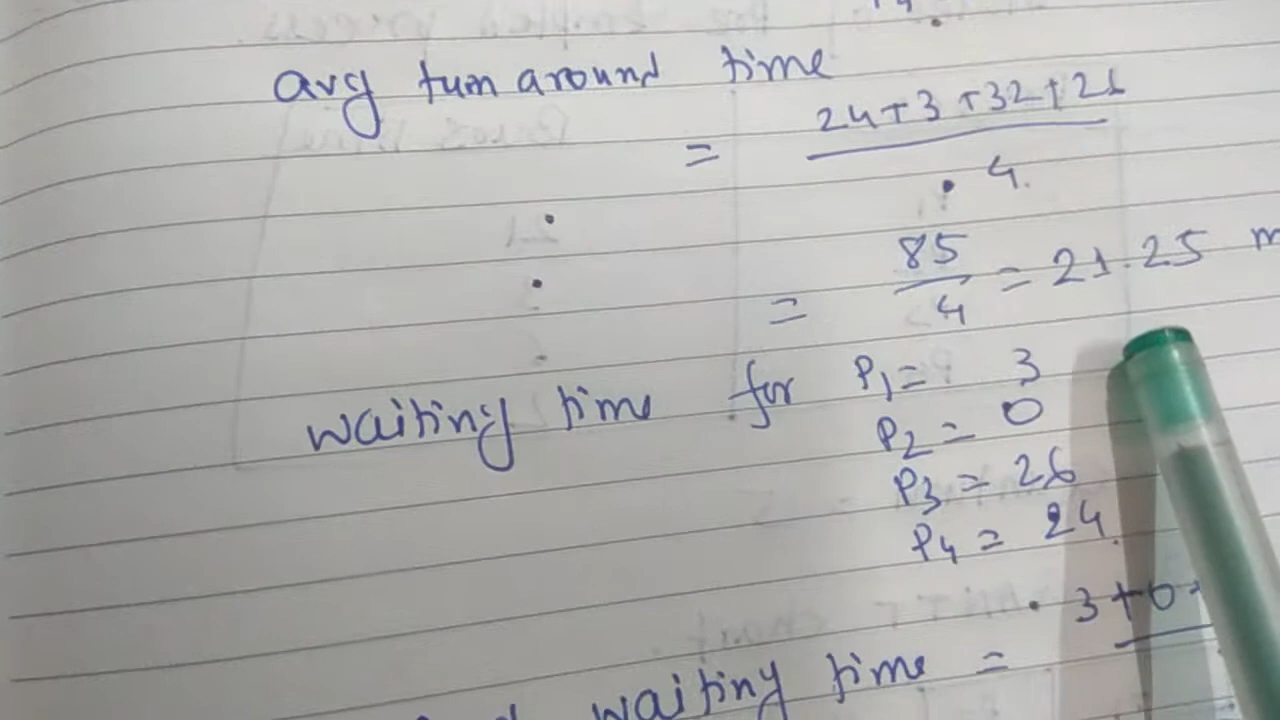 avg turn around time
= 24+3+32+26
4
= 85
4 = 21.25 m
waiting time for P1 = 3
P2 = 0
P3 = 26
P4 = 24
3+0+
waiting time =